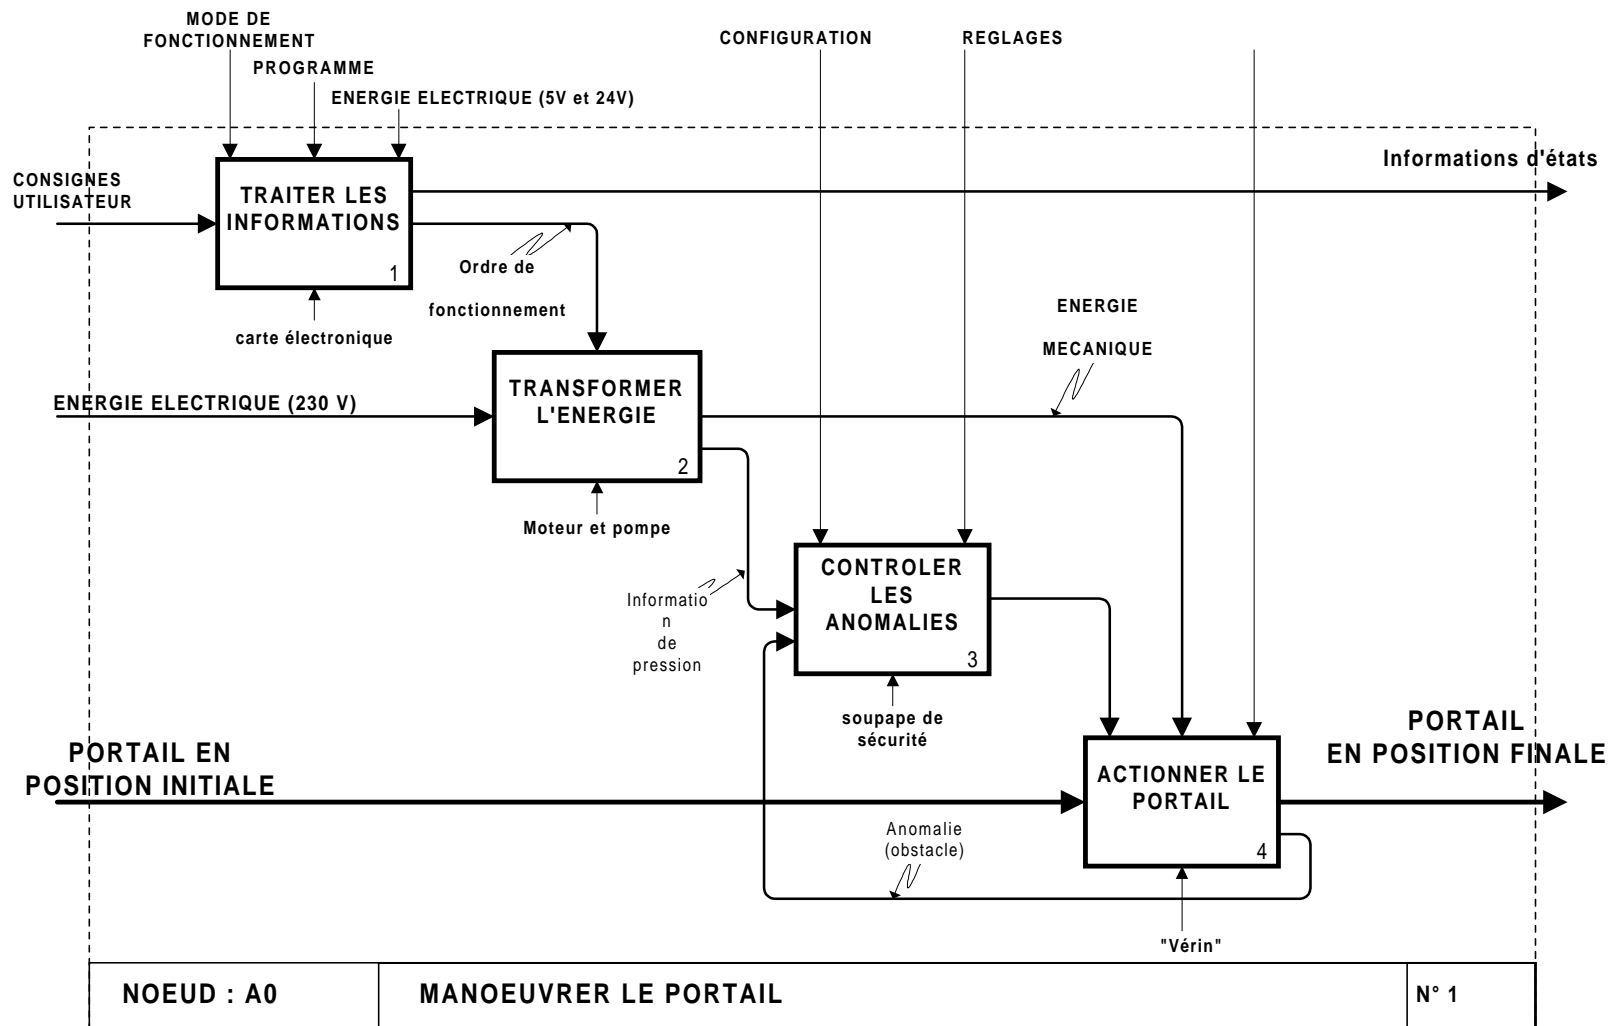 MODE DE
FONCTIONNEMENT
PROGRAMME
ENERGIE ELECTRIQUE (5V et 24V)
CONFIGURATION
REGLAGES
Informations d'états
CONSIGNES
UTILISATEUR
TRAITER LES
INFORMATIONS
1
Ordre de
fonctionnement
carte électronique
ENERGIE
MECANIQUE
ENERGIE ELECTRIQUE (230 V)
TRANSFORMER
L'ENERGIE
2
Moteur et pompe
Informatio
n
de
pression
CONTROLER
LES
ANOMALIES
3
soupape de
sécurité
PORTAIL EN
POSITION INITIALE
ACTIONNER LE
PORTAIL
4
PORTAIL
EN POSITION FINALE
Anomalie
(obstacle)
"Vérin"
NOEUD : A0
MANOEUVRER LE PORTAIL
N° 1